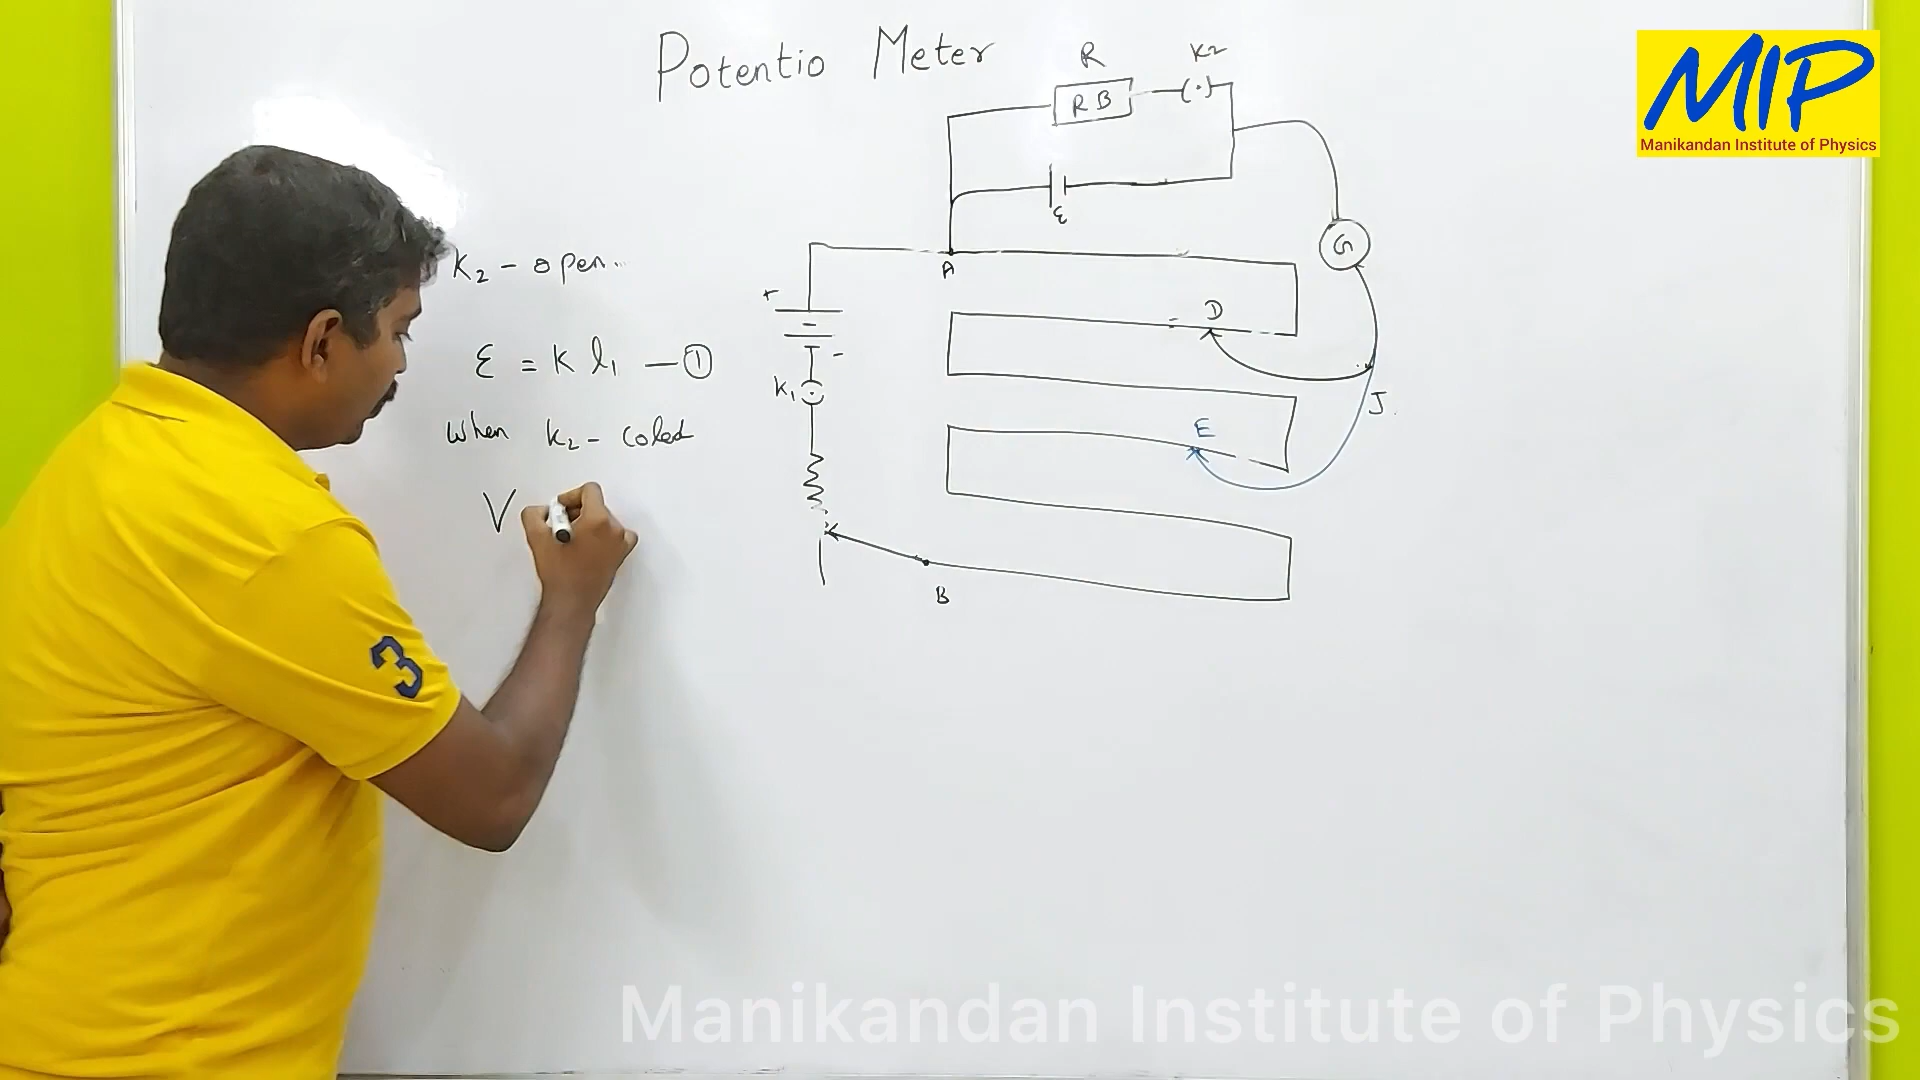 Potentio Meter
R
K2
RB
MIP
Manikandan Institute of Physics
ε
G
K2 - open..
A
+
D
-
ε = K l1 — ①
K1
J.
When K2 - coled
E
V
B
3
Manikandan Institute of Physics